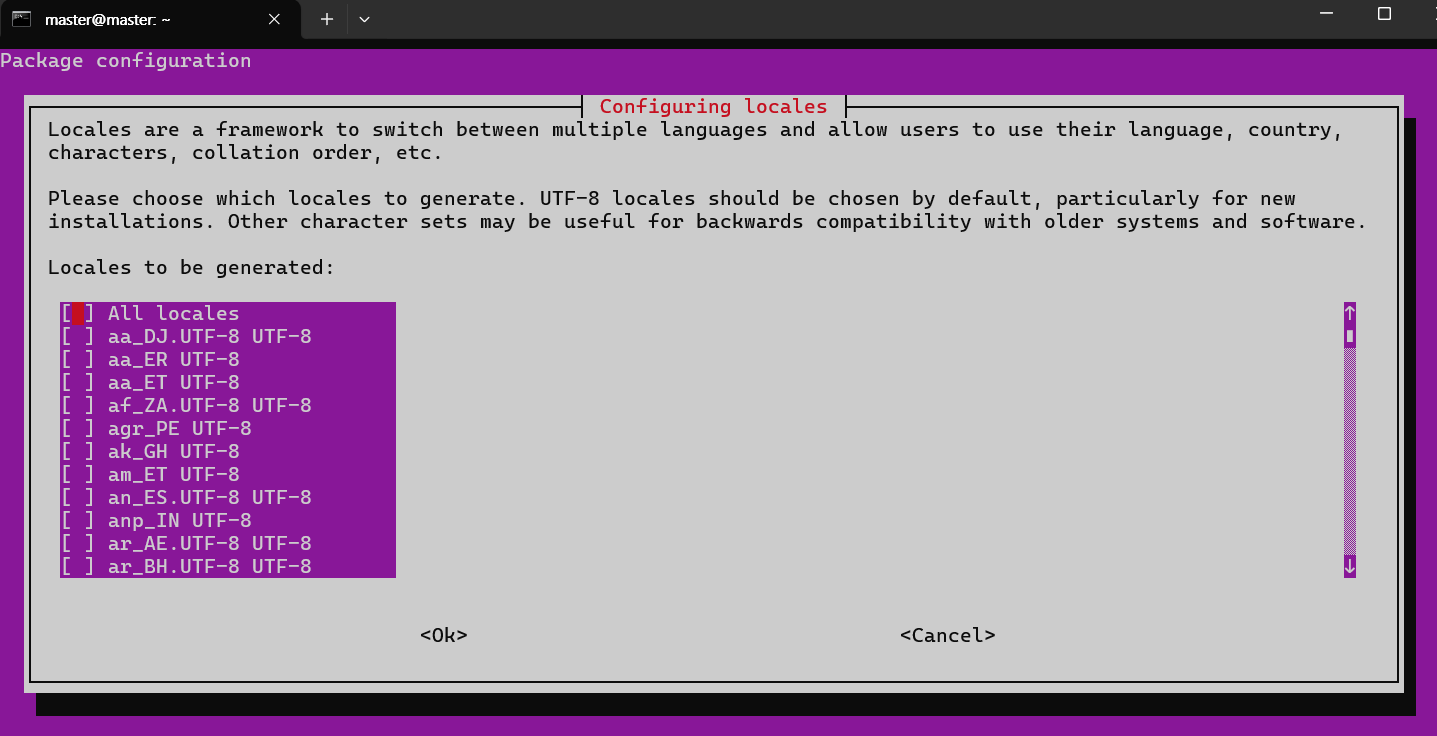 master@master: ~
Package configuration
Configuring locales
Locales are a framework to switch between multiple languages and allow users to use their language, country,
characters, collation order, etc.
Please choose which locales to generate. UTF-8 locales should be chosen by default, particularly for new
installations. Other character sets may be useful for backwards compatibility with older systems and software.
Locales to be generated:
[ ] All locales
[ ] aa_DJ.UTF-8 UTF-8
[ ] aa_ER UTF-8
[ ] aa_ET UTF-8
[ ] af_ZA.UTF-8 UTF-8
[ ] agr_PE UTF-8
[ ] ak_GH UTF-8
[ ] am_ET UTF-8
[ ] an_ES.UTF-8 UTF-8
[ ] anp_IN UTF-8
[ ] ar_AE.UTF-8 UTF-8
[ ] ar_BH.UTF-8 UTF-8
<Ok> <Cancel>